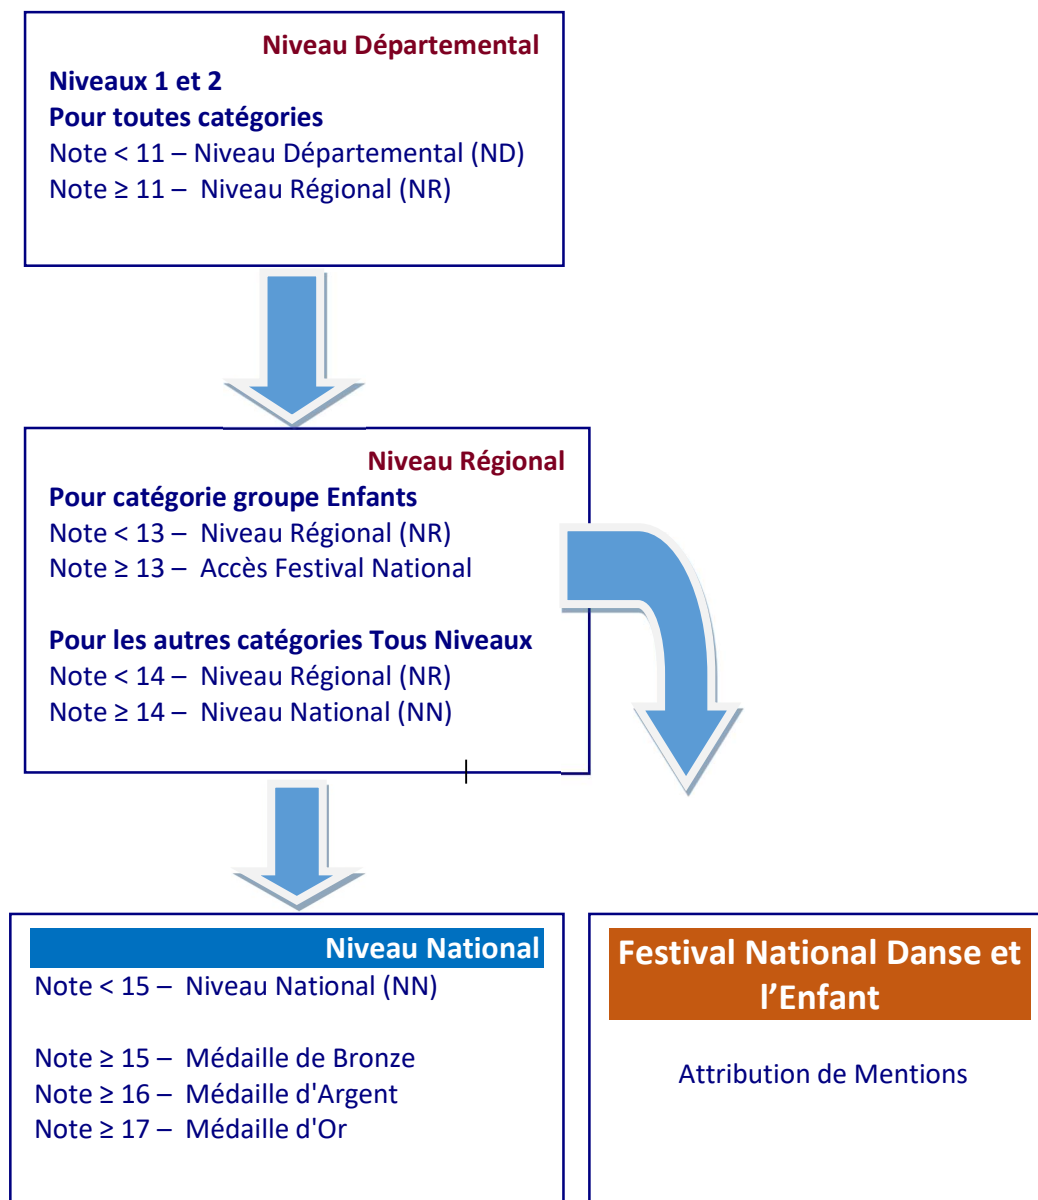 Niveau Départemental
Niveaux 1 et 2
Pour toutes catégories
Note < 11 – Niveau Départemental (ND)
Note ≥ 11 – Niveau Régional (NR)
Niveau Régional
Pour catégorie groupe Enfants
Note < 13 – Niveau Régional (NR)
Note ≥ 13 – Accès Festival National
Pour les autres catégories Tous Niveaux
Note < 14 – Niveau Régional (NR)
Note ≥ 14 – Niveau National (NN)
Niveau National
Note < 15 – Niveau National (NN)
Note ≥ 15 – Médaille de Bronze
Note ≥ 16 – Médaille d'Argent
Note ≥ 17 – Médaille d'Or
Festival National Danse et
l’Enfant
Attribution de Mentions